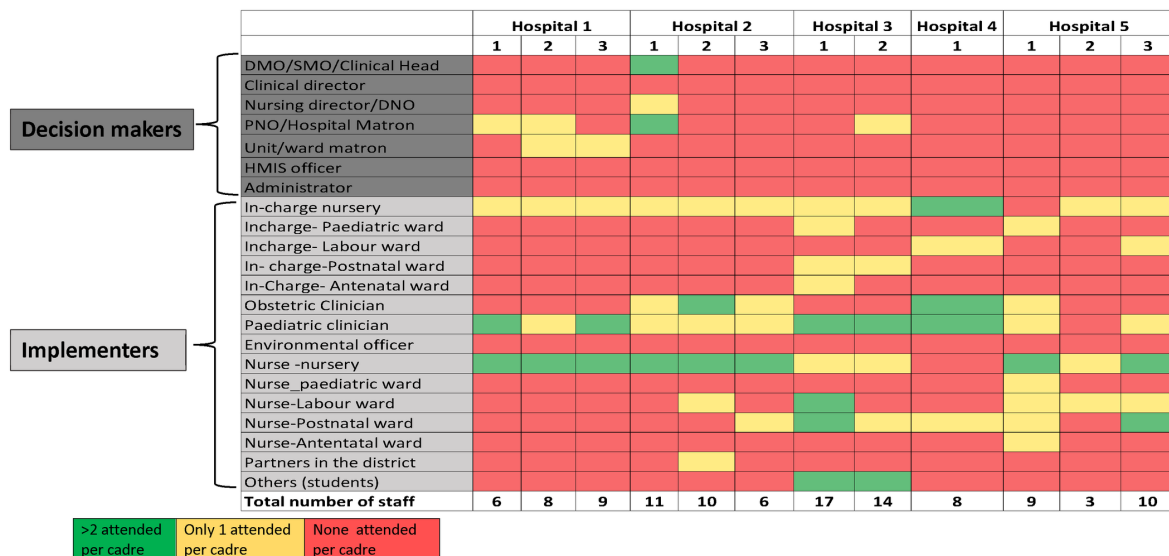 Hospital 1 Hospital 2 Hospital 3 Hospital 4 Hospital 5
1 2 3 1 2 3 1 2 1 1 2 3
DMO/SMO/Clinical Head
Clinical director
Nursing director/DNO
Decision makers
PNO/Hospital Matron
Unit/ward matron
HMIS officer
Administrator
In-charge nursery
Incharge- Paediatric ward
Incharge- Labour ward
In- charge-Postnatal ward
In-Charge- Antenatal ward
Obstetric Clinician
Paediatric clinician
Implementers
Environmental officer
Nurse -nursery
Nurse_paediatric ward
Nurse-Labour ward
Nurse-Postnatal ward
Nurse-Antentatal ward
Partners in the district
Others (students)
Total number of staff 6 8 9 11 10 6 17 14 8 9 3 10
>2 attended
per cadre
Only 1 attended
per cadre
None attended
per cadre